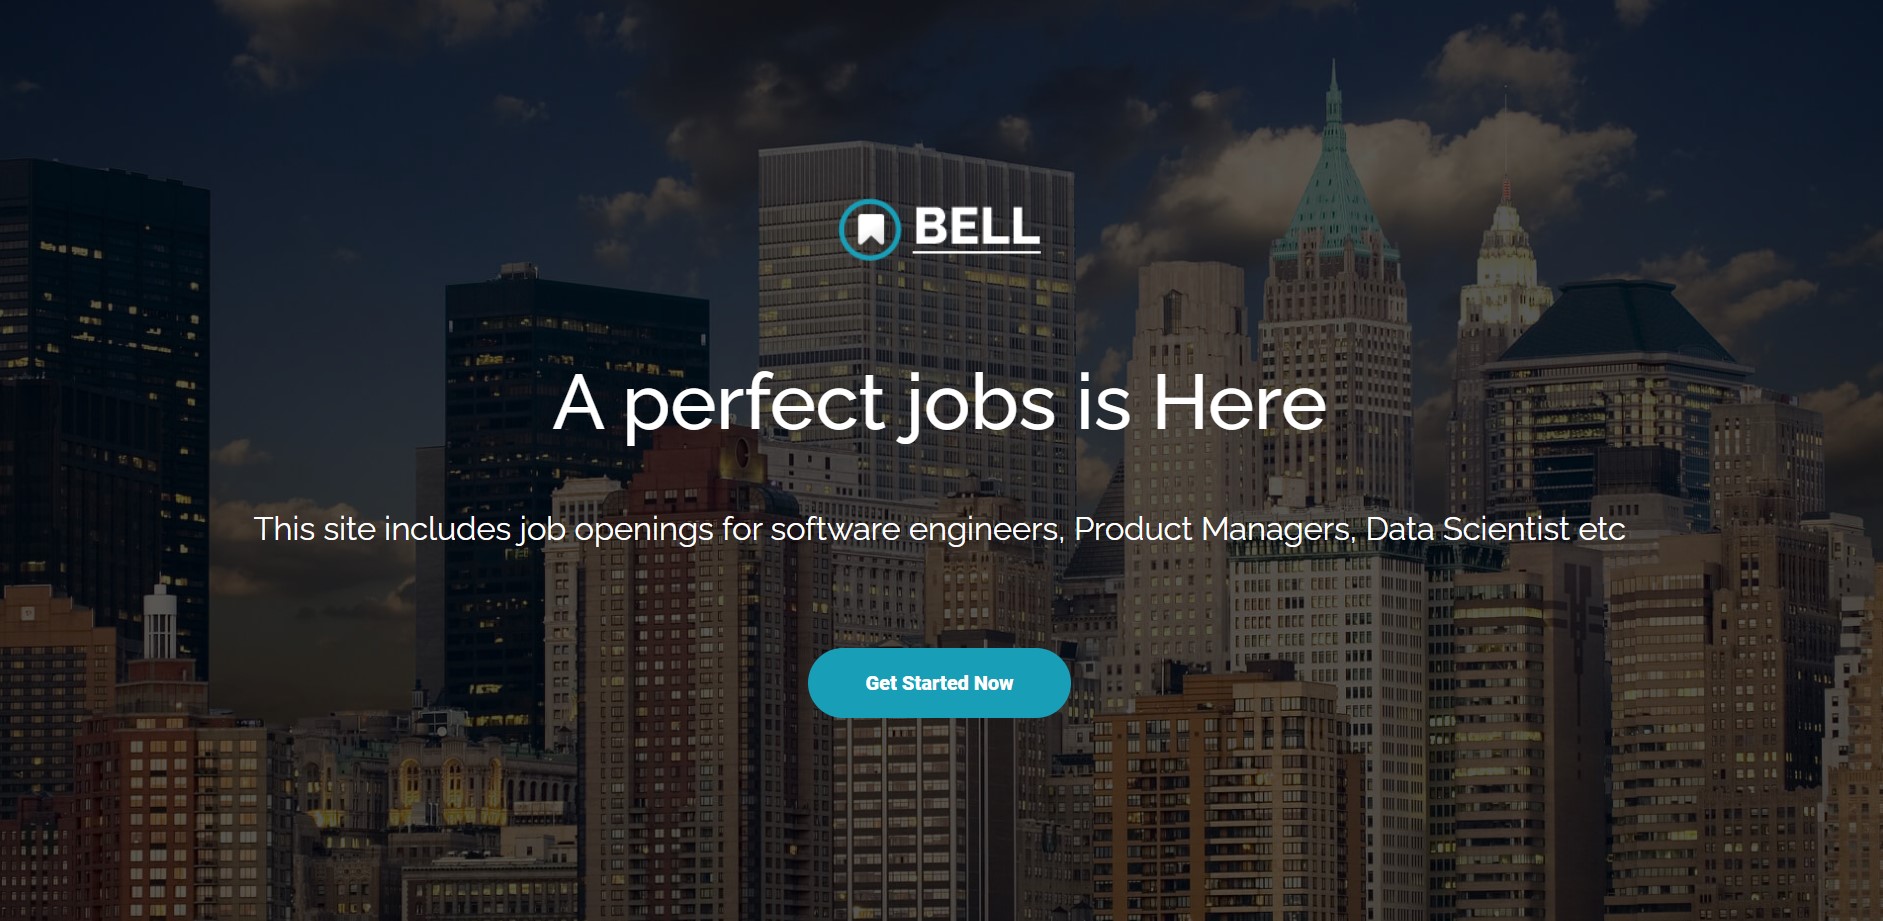 BELL
A perfect jobs is Here
This site includes job openings for software engineers, Product Managers, Data Scientist etc
Get Started Now